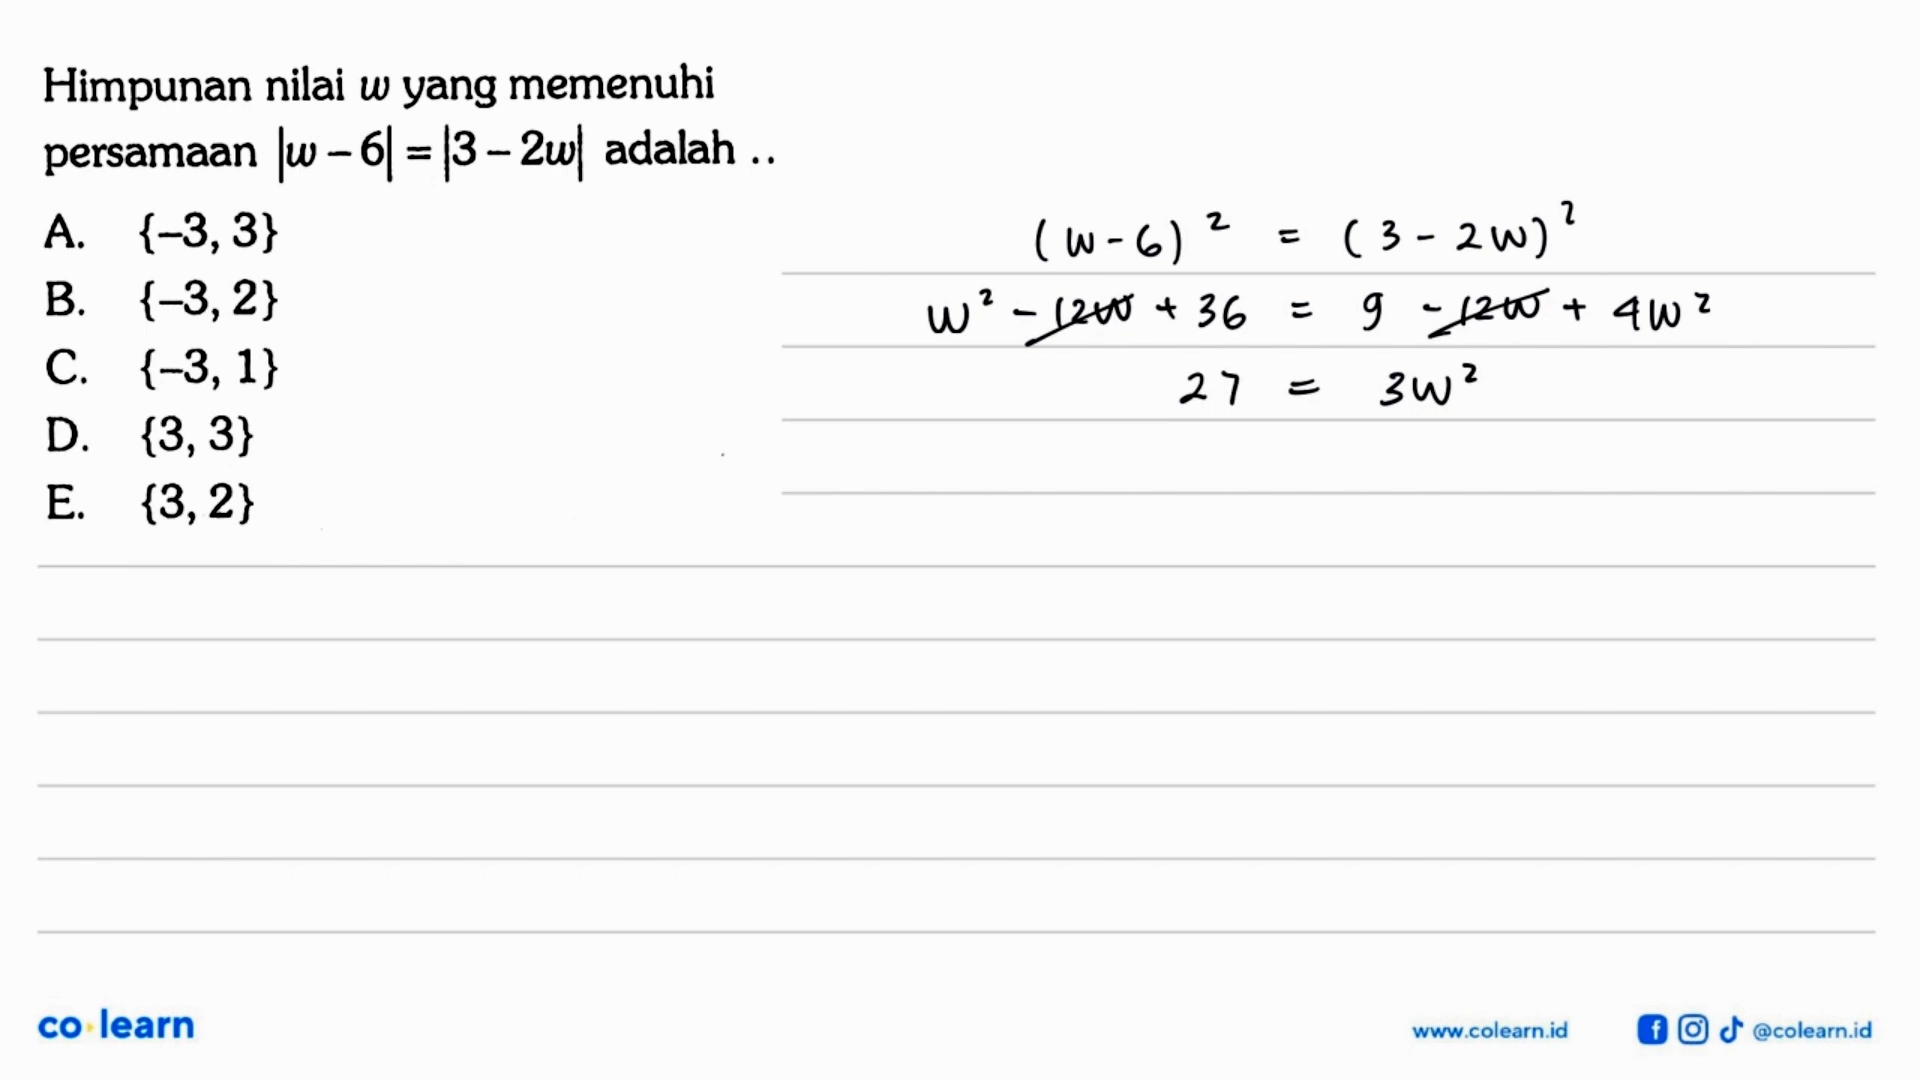 Himpunan nilai w yang memenuhi
persamaan |w – 6| = |3 – 2w| adalah ..
A. {–3, 3}
B. {–3, 2}
C. {–3, 1}
D. {3, 3}
E. {3, 2}
(w - 6)² = (3 - 2w)²
w² - 12w + 36 = 9 - 12w + 4w²
27 = 3w²
co learn
www.colearn.id
@colearn.id